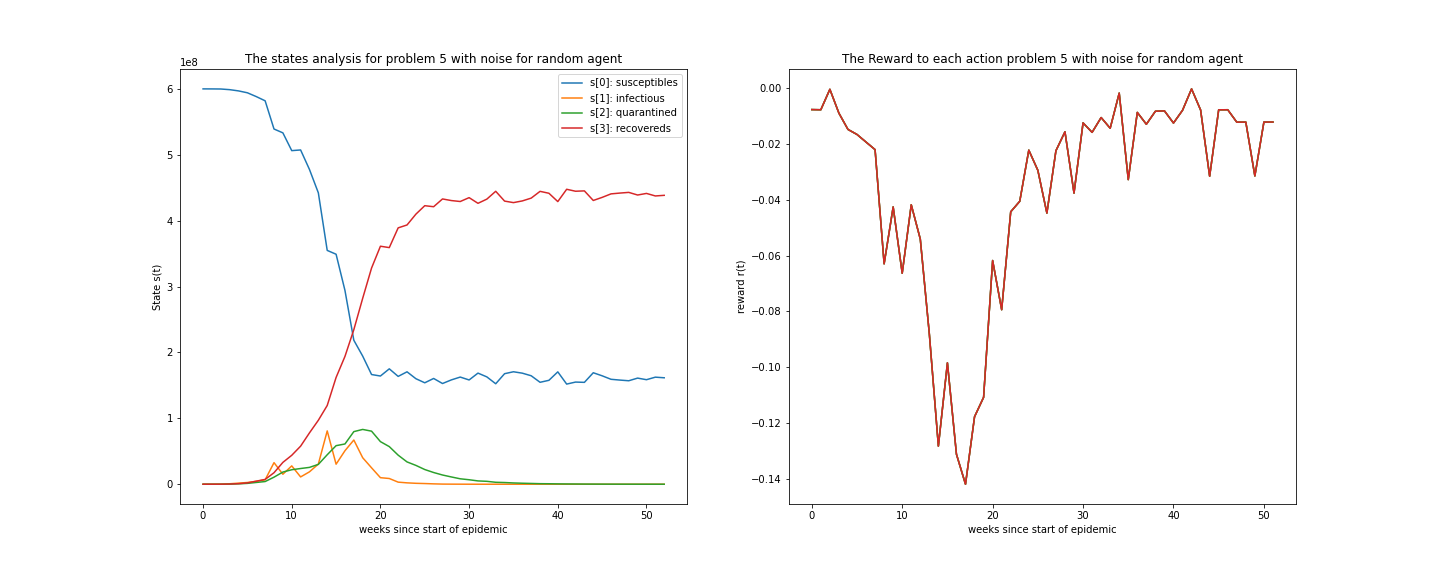 The states analysis for problem 5 with noise for random agent
1e8
s[0]: susceptibles
s[1]: infectious
s[2]: quarantined
s[3]: recovereds
6
5
4
3
2
1
0
State s(t)
0 10 20 30 40 50
weeks since start of epidemic
The Reward to each action problem 5 with noise for random agent
0.00
−0.02
−0.04
−0.06
−0.08
−0.10
−0.12
−0.14
reward r(t)
0 10 20 30 40 50
weeks since start of epidemic